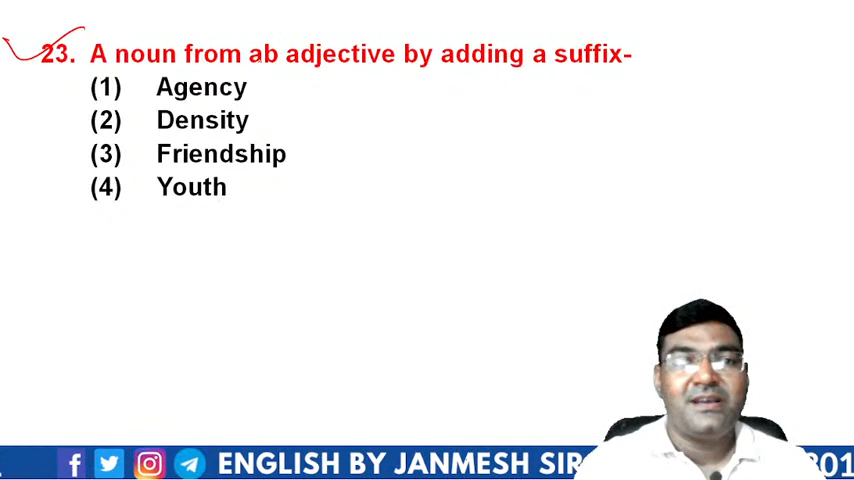 23. A noun from ab adjective by adding a suffix-
(1) Agency
(2) Density
(3) Friendship
(4) Youth
ENGLISH BY JANMESH SIR